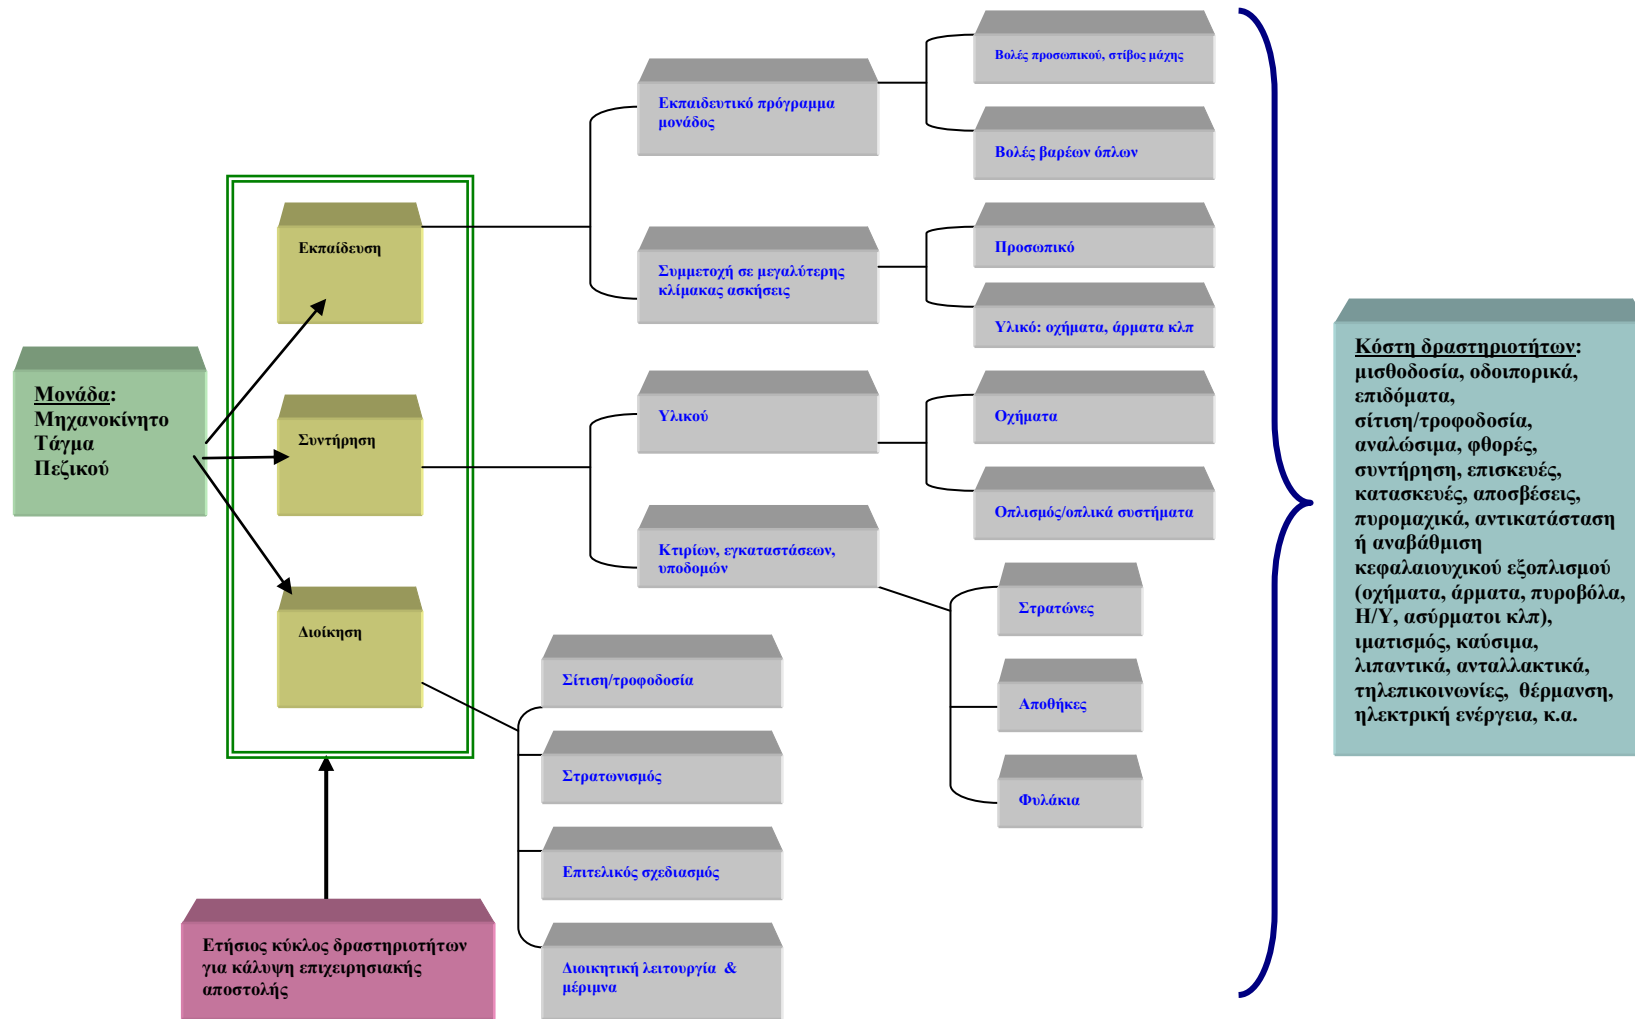 Μονάδα:
Μηχανοκίνητο
Τάγμα
Πεζικού
Εκπαίδευση
Συντήρηση
Διοίκηση
Ετήσιος κύκλος δραστηριοτήτων
για κάλυψη επιχειρησιακής
αποστολής
Εκπαιδευτικό πρόγραμμα
μονάδος
Συμμετοχή σε μεγαλύτερης
κλίμακας ασκήσεις
Υλικού
Κτιρίων, εγκαταστάσεων,
υποδομών
Σίτιση/τροφοδοσία
Στρατωνισμός
Επιτελικός σχεδιασμός
Διοικητική λειτουργία &
μέριμνα
Βολές προσωπικού, στίβος μάχης
Βολές βαρέων όπλων
Προσωπικό
Υλικό: οχήματα, άρματα κλπ
Οχήματα
Οπλισμός/οπλικά συστήματα
Στρατώνες
Αποθήκες
Φυλάκια
Κόστη δραστηριοτήτων:
μισθοδοσία, οδοιπορικά,
επιδόματα,
σίτιση/τροφοδοσία,
αναλώσιμα, φθορές,
συντήρηση, επισκευές,
κατασκευές, αποσβέσεις,
πυρομαχικά, αντικατάσταση
ή αναβάθμιση
κεφαλαιουχικού εξοπλισμού
(οχήματα, άρματα, πυροβόλα,
Η/Υ, ασύρματοι κλπ),
ιματισμός, καύσιμα,
λιπαντικά, ανταλλακτικά,
τηλεπικοινωνίες, θέρμανση,
ηλεκτρική ενέργεια, κ.α.